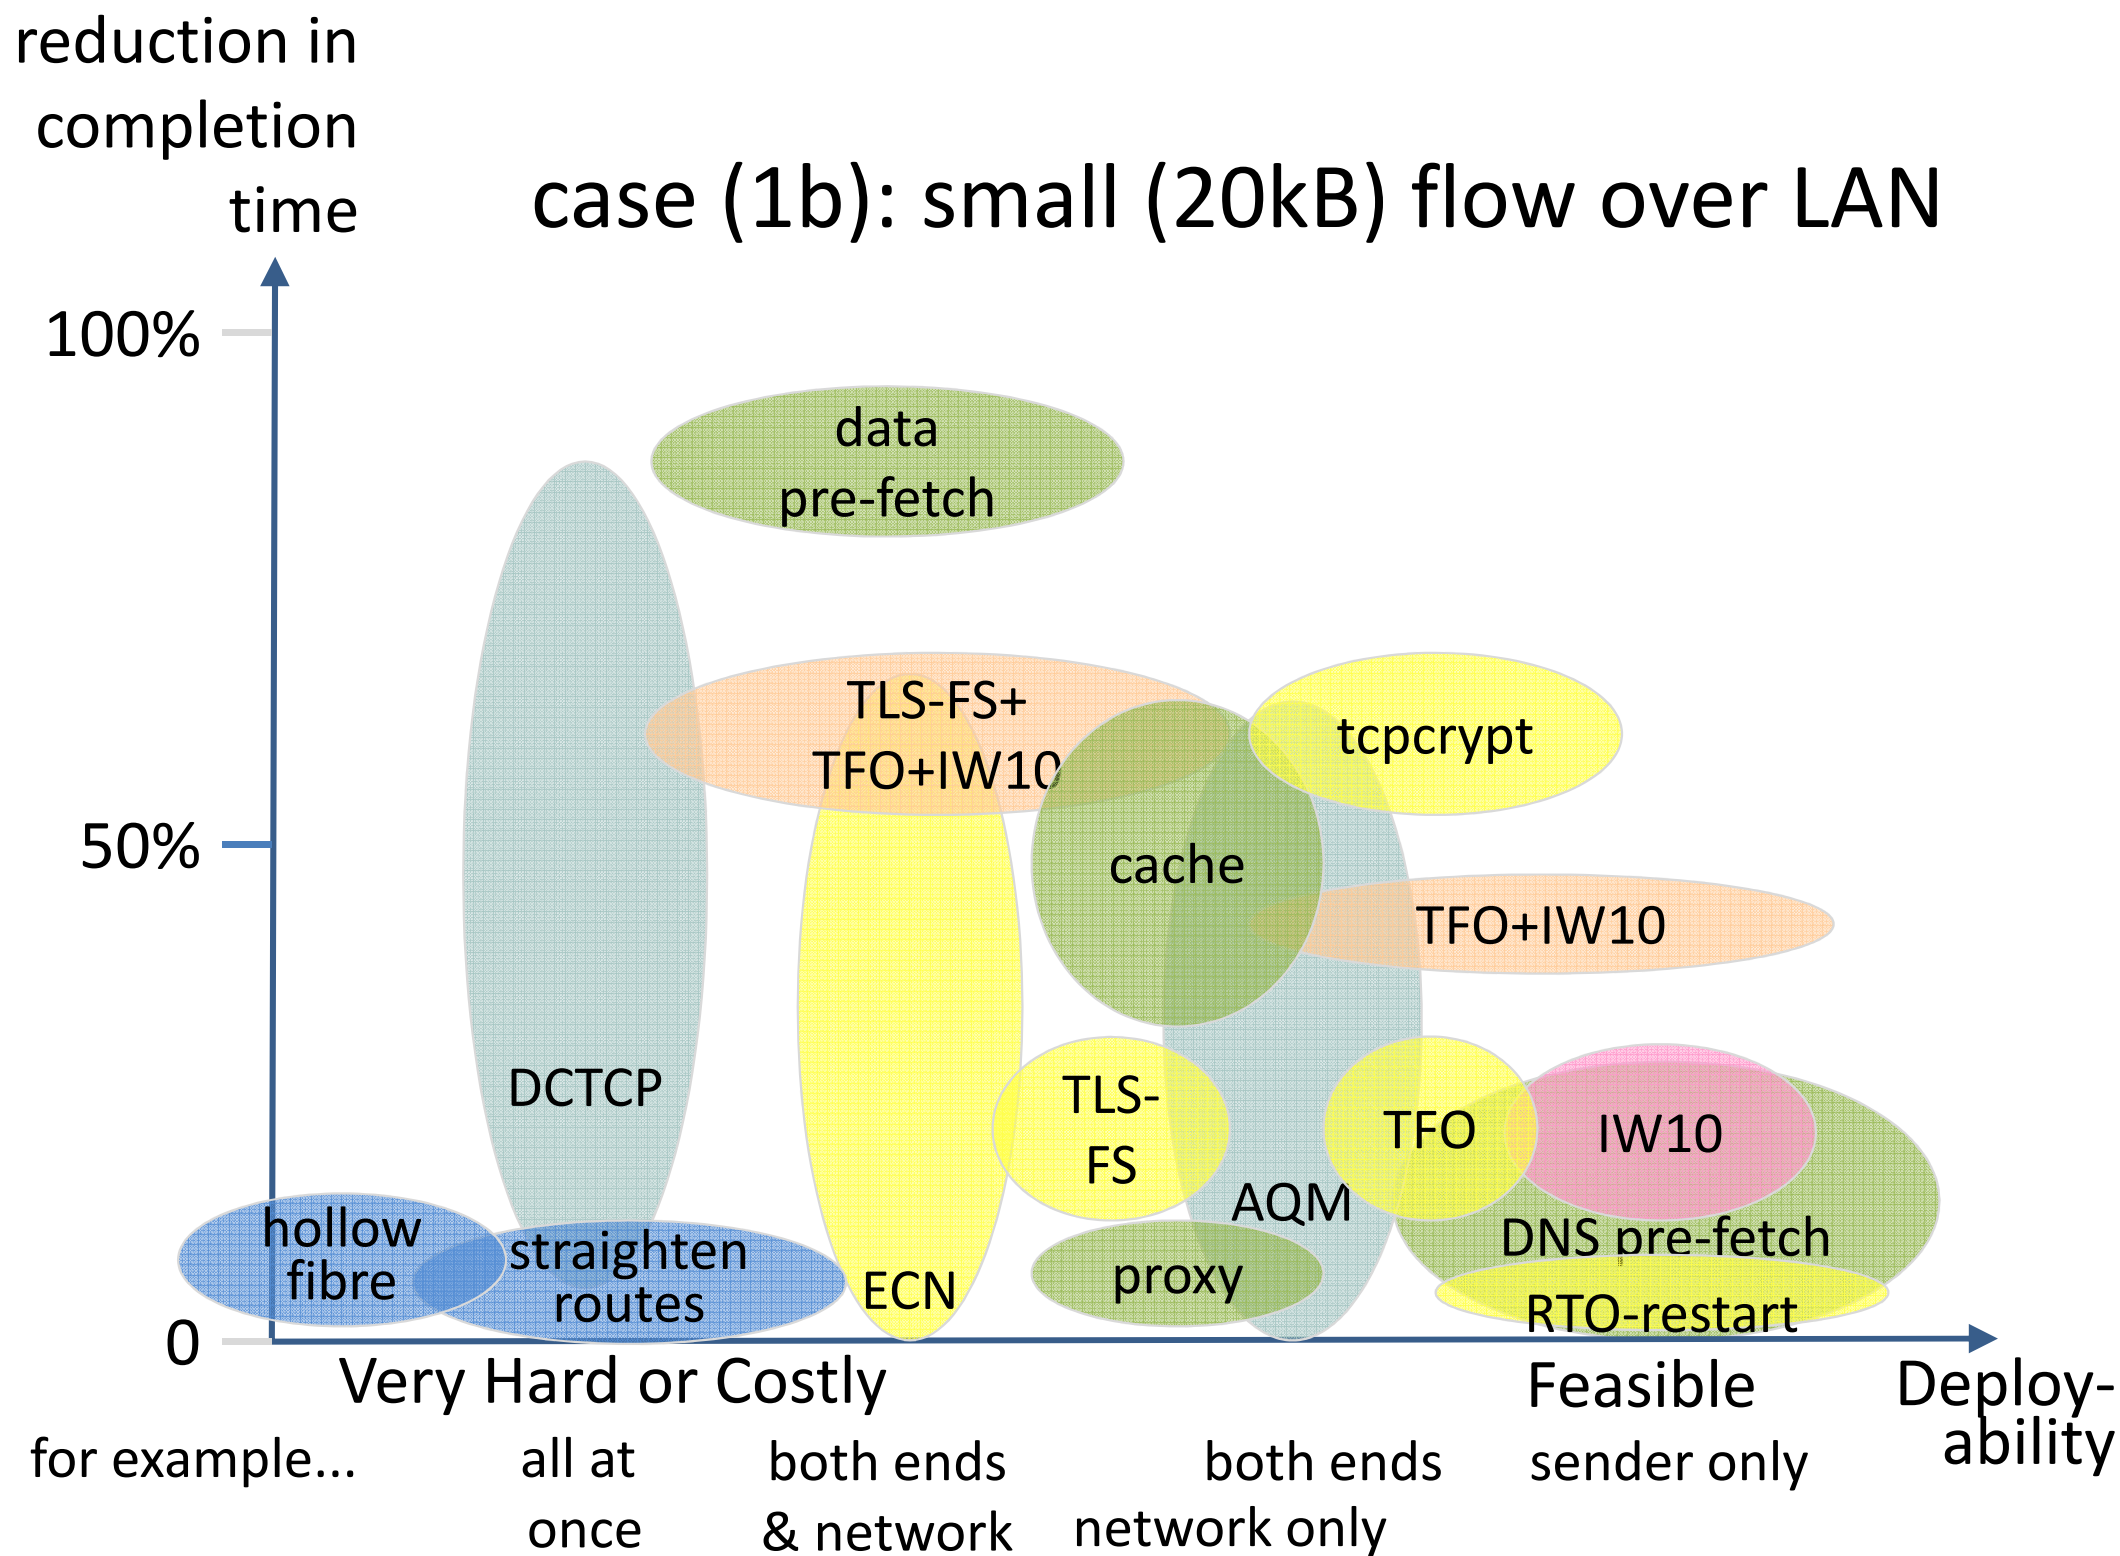 reduction in
completion
time
case (1b): small (20kB) flow over LAN
100%
data
pre-fetch
TLS-FS+
TFO+IW10
tcpcrypt
50%
cache
TFO+IW10
DCTCP
TLS-
FS
TFO
IW10
AQM
hollow
fibre
straighten
routes
ECN
proxy
DNS pre-fetch
RTO-restart
0
Very Hard or Costly
Feasible
Deploy-
ability
for example...
all at
once
both ends
& network
both ends
network only
sender only